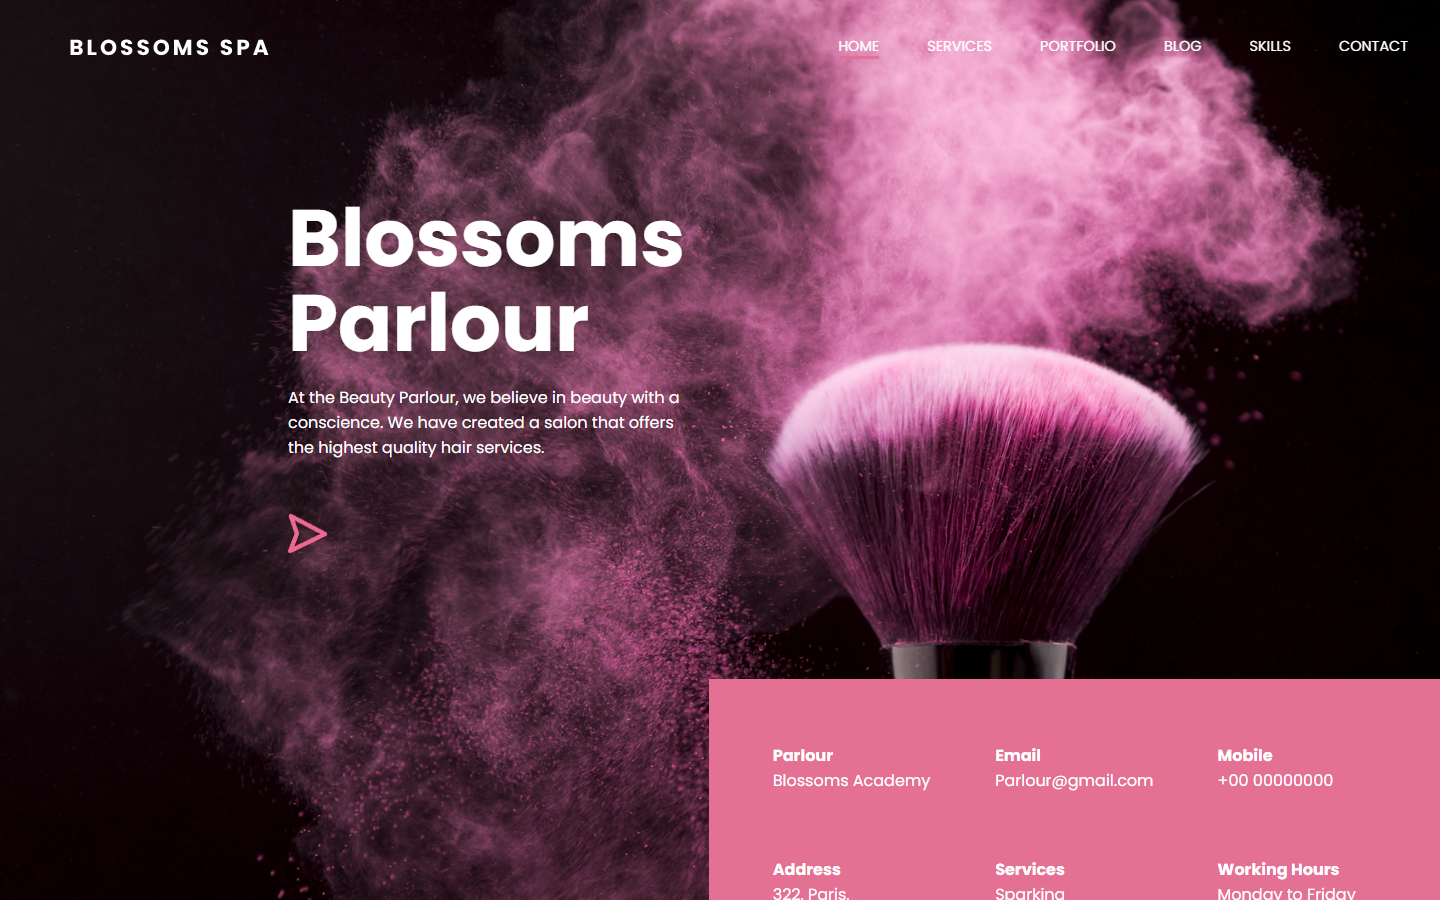 BLOSSOMS SPA
HOME SERVICES PORTFOLIO BLOG SKILLS CONTACT
Blossoms
Parlour
At the Beauty Parlour, we believe in beauty with a
conscience. We have created a salon that offers
the highest quality hair services.
Parlour Email Mobile
Blossoms Academy Parlour@gmail.com +00 00000000
Address Services Working Hours
322, Paris. Sparking Monday to Friday